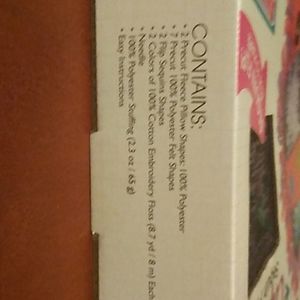 CONTAINS:
• 2 Precut Fleece Pillow Shapes: 100% Polyester
• 7 Precut 100% Polyester Felt Shapes
• 2 Flip Sequins Shapes
• 2 Colors of 100% Cotton Embroidery Floss (8.7 yd / 8 m) Each
• Needle
• 100% Polyester Stuffing (2.3 oz / 65 g)
• Easy Instructions